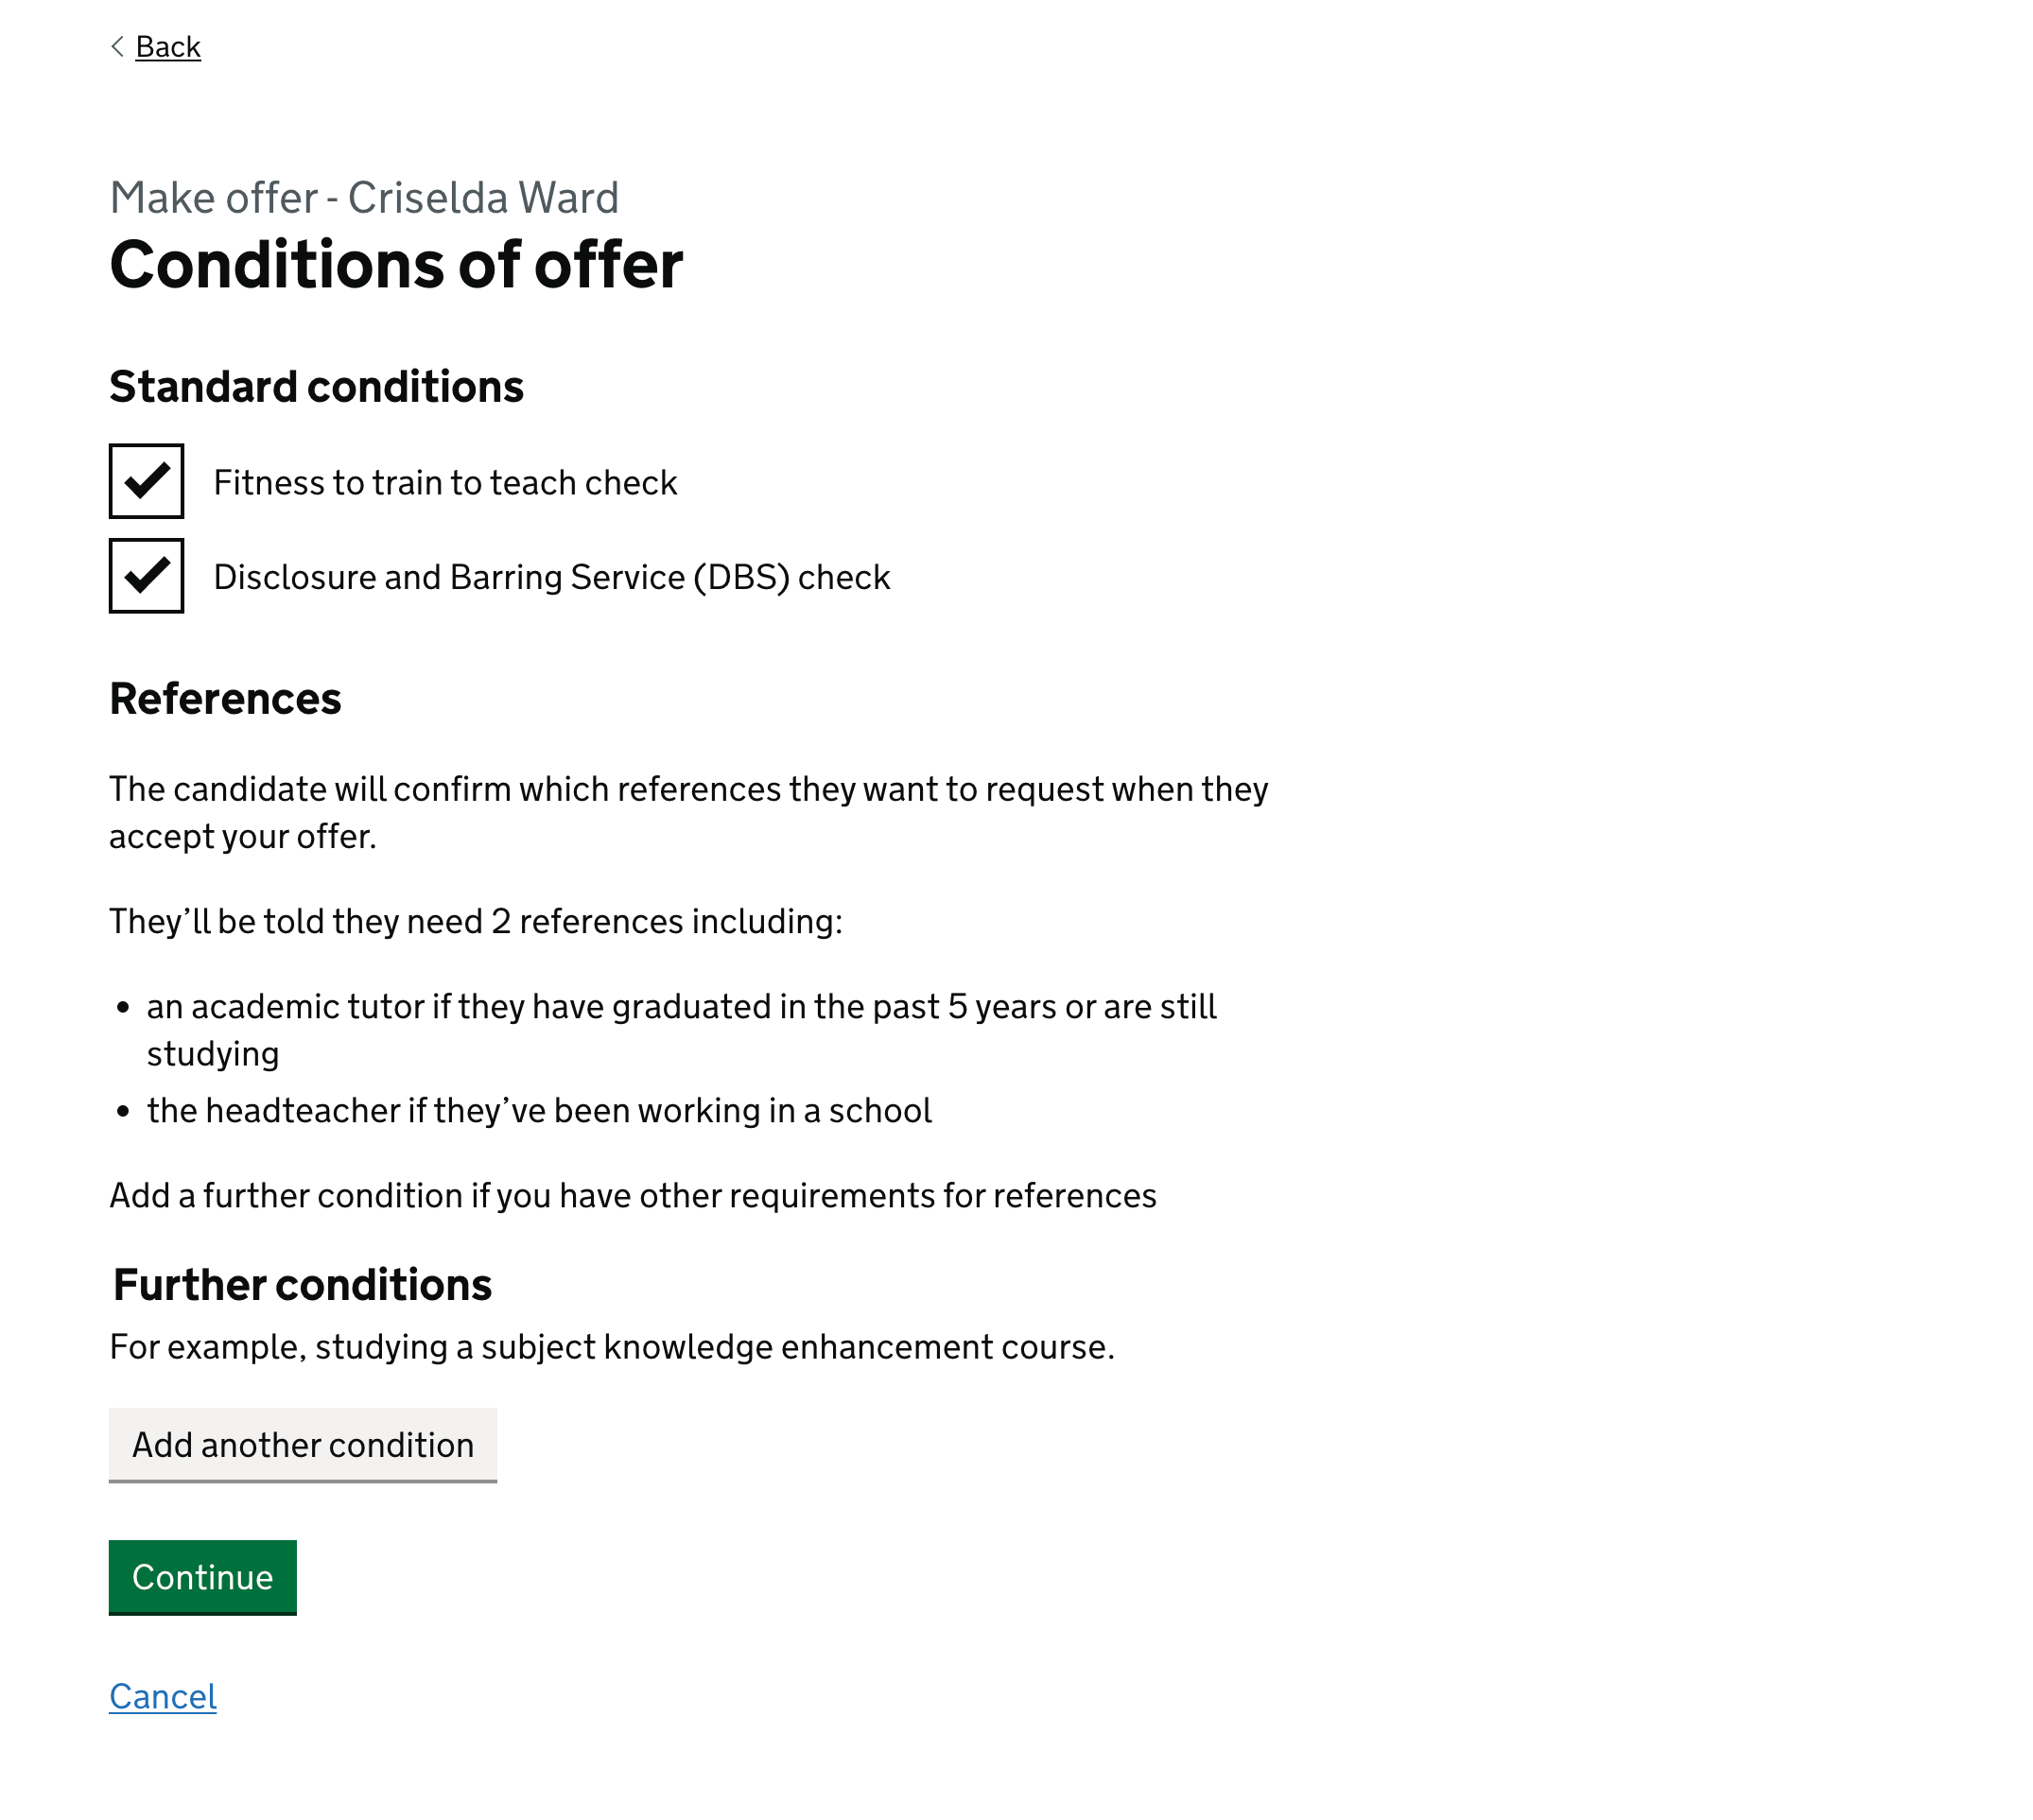 Back
Make offer - Criselda Ward
Conditions of offer
Standard conditions
Fitness to train to teach check
Disclosure and Barring Service (DBS) check
References
The candidate will confirm which references they want to request when they
accept your offer.
They’ll be told they need 2 references including:
• an academic tutor if they have graduated in the past 5 years or are still
studying
• the headteacher if they’ve been working in a school
Add a further condition if you have other requirements for references
Further conditions
For example, studying a subject knowledge enhancement course.
Add another condition
Continue
Cancel